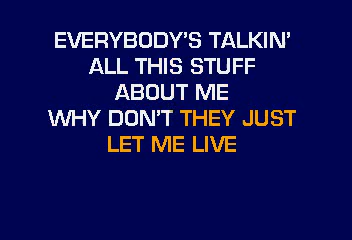 EVERYBODY'S TALKIN'
ALL THIS STUFF
ABOUT ME
WHY DON'T THEY JUST
LET ME LIVE